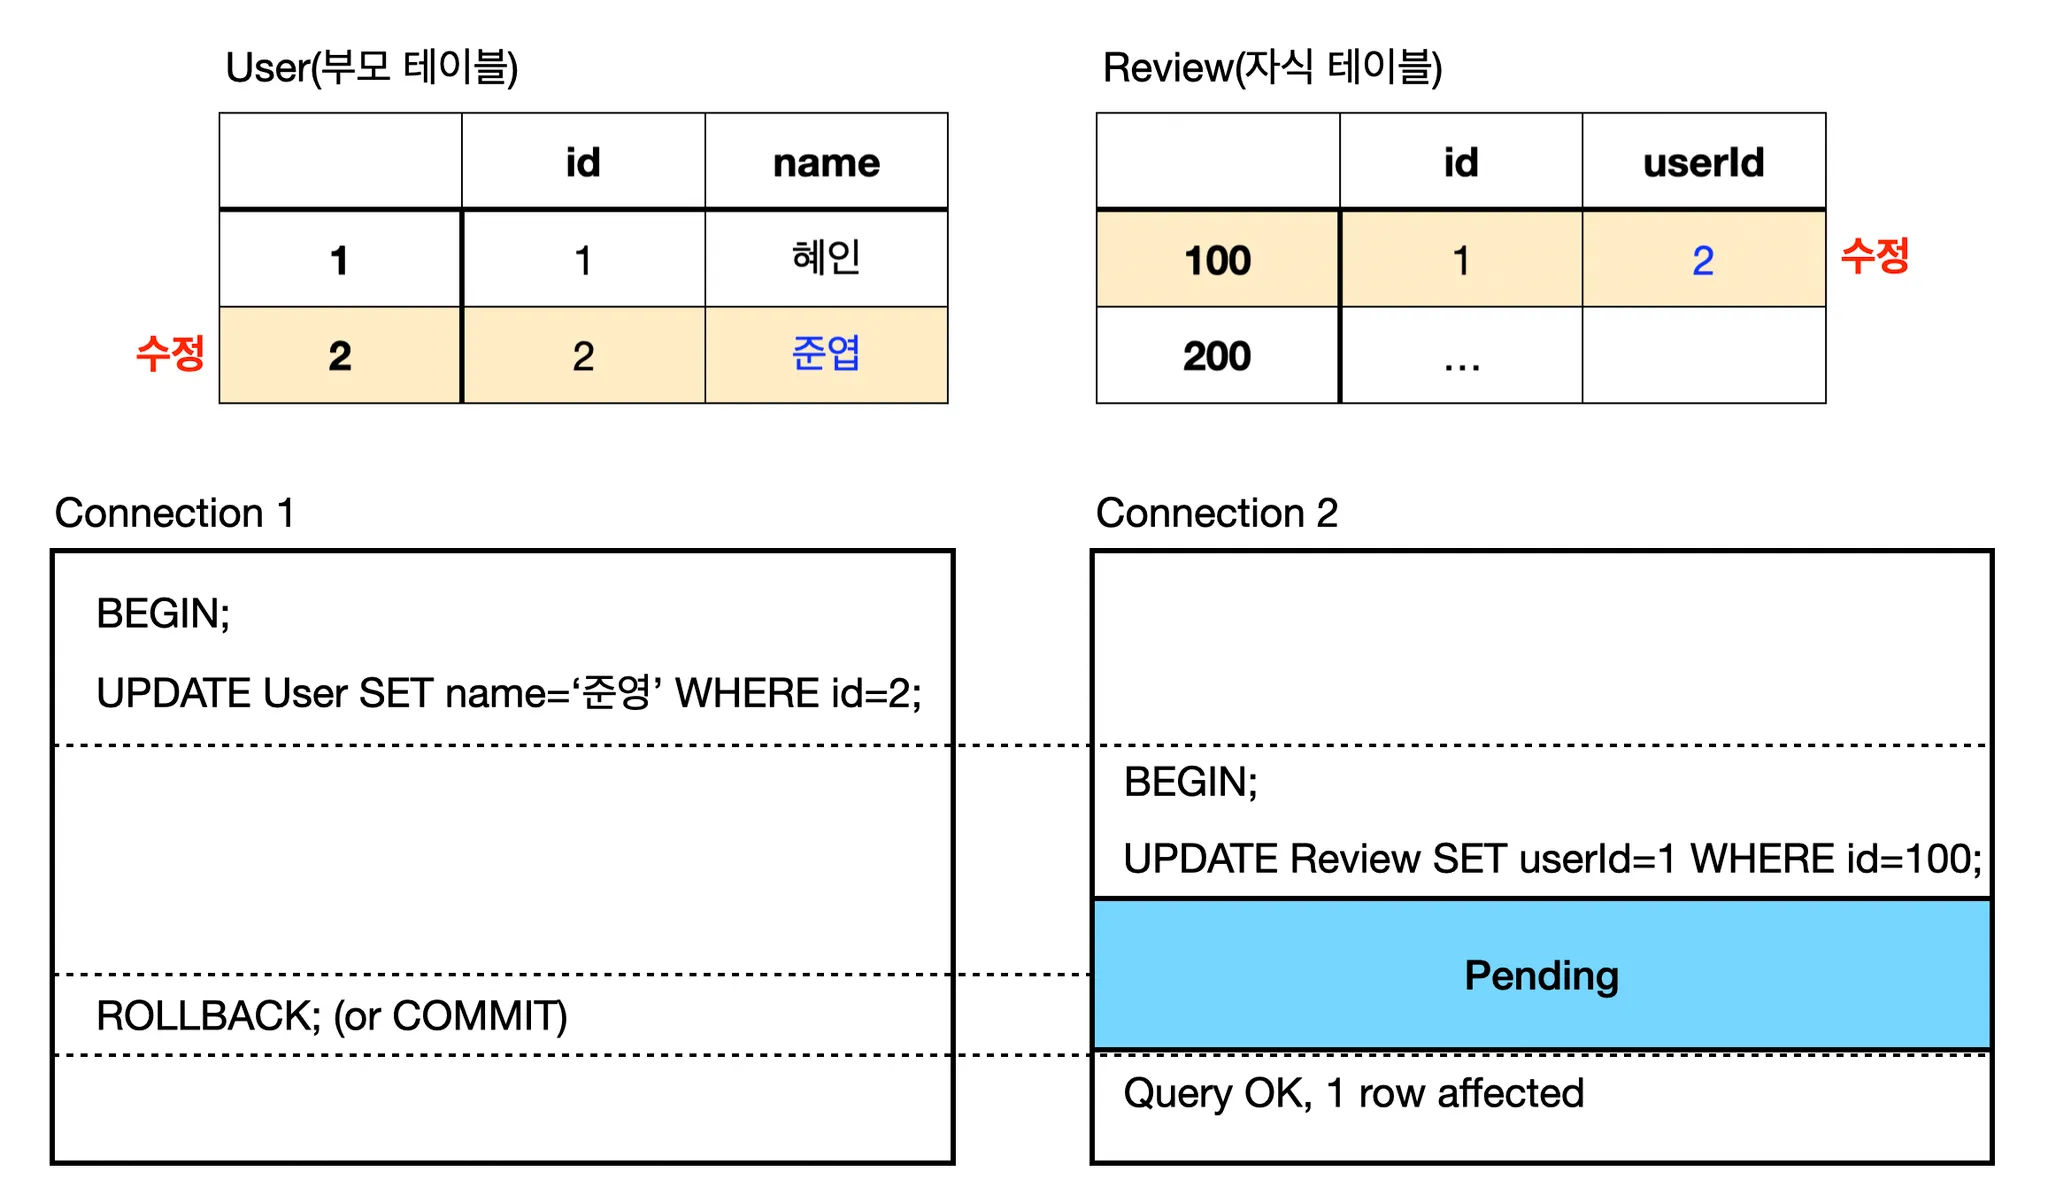 User(부모 테이블)
id name
1 1 혜인
수정 2 2 준엽
Review(자식 테이블)
id userId
100 1 2 수정
200 ...
Connection 1
BEGIN;
UPDATE User SET name=‘준영’ WHERE id=2;
ROLLBACK; (or COMMIT)
Connection 2
BEGIN;
UPDATE Review SET userId=1 WHERE id=100;
Pending
Query OK, 1 row affected